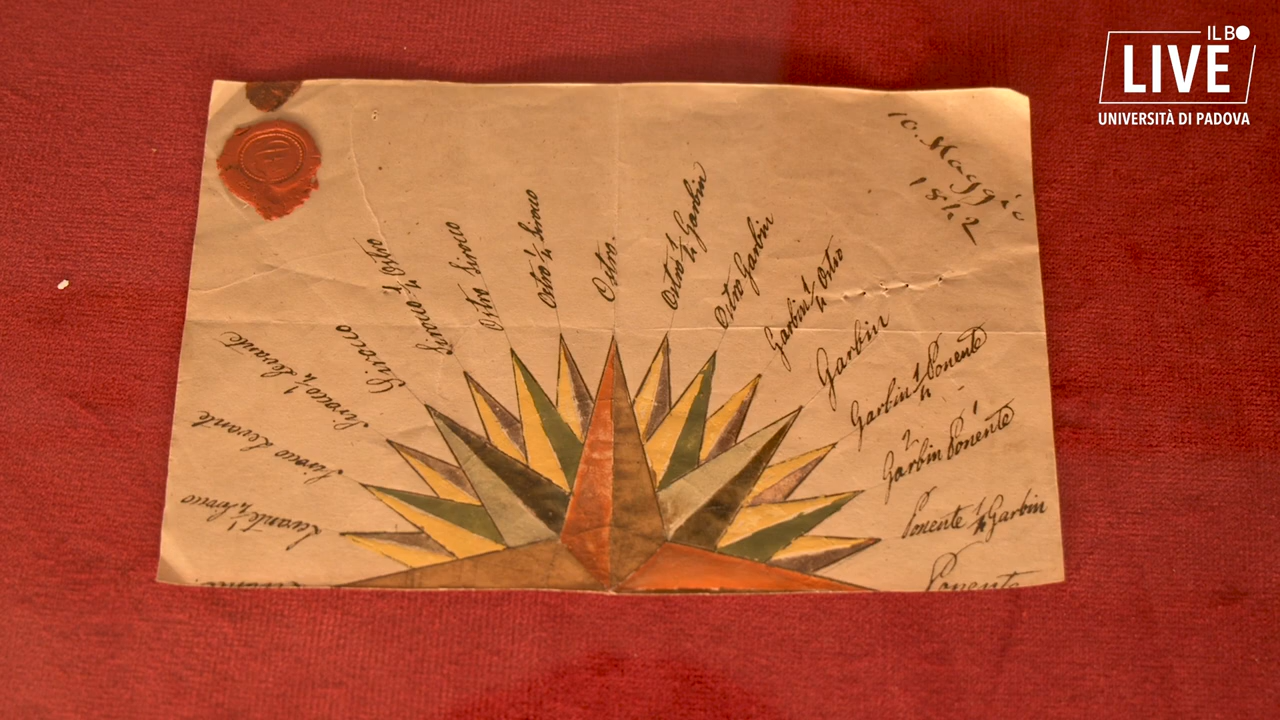 IL BO
LIVE
UNIVERSITÀ DI PADOVA
10. Maggio
1842
Levante 1/4 Sirocco
Sirocco Levante
Sirocco 1/4 Levante
Sirocco
Sirocco 1/4 Ostro
Ostro Sirocco
Ostro 1/4 Sirocco
Ostro.
Ostro 1/4 Garbin
Ostro Garbin
Garbin 1/4 Ostro
Garbin
Garbin 1/4 Ponente
Garbin Ponente
Ponente 1/4 Garbin
Ponente